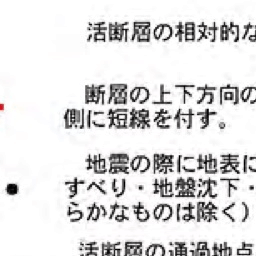 活断層の相対的な
断層の上下方向の
側に短線を付す。
地震の際に地表に
すべり・地盤沈下・
らかなものは除く）
活断層の通過地点